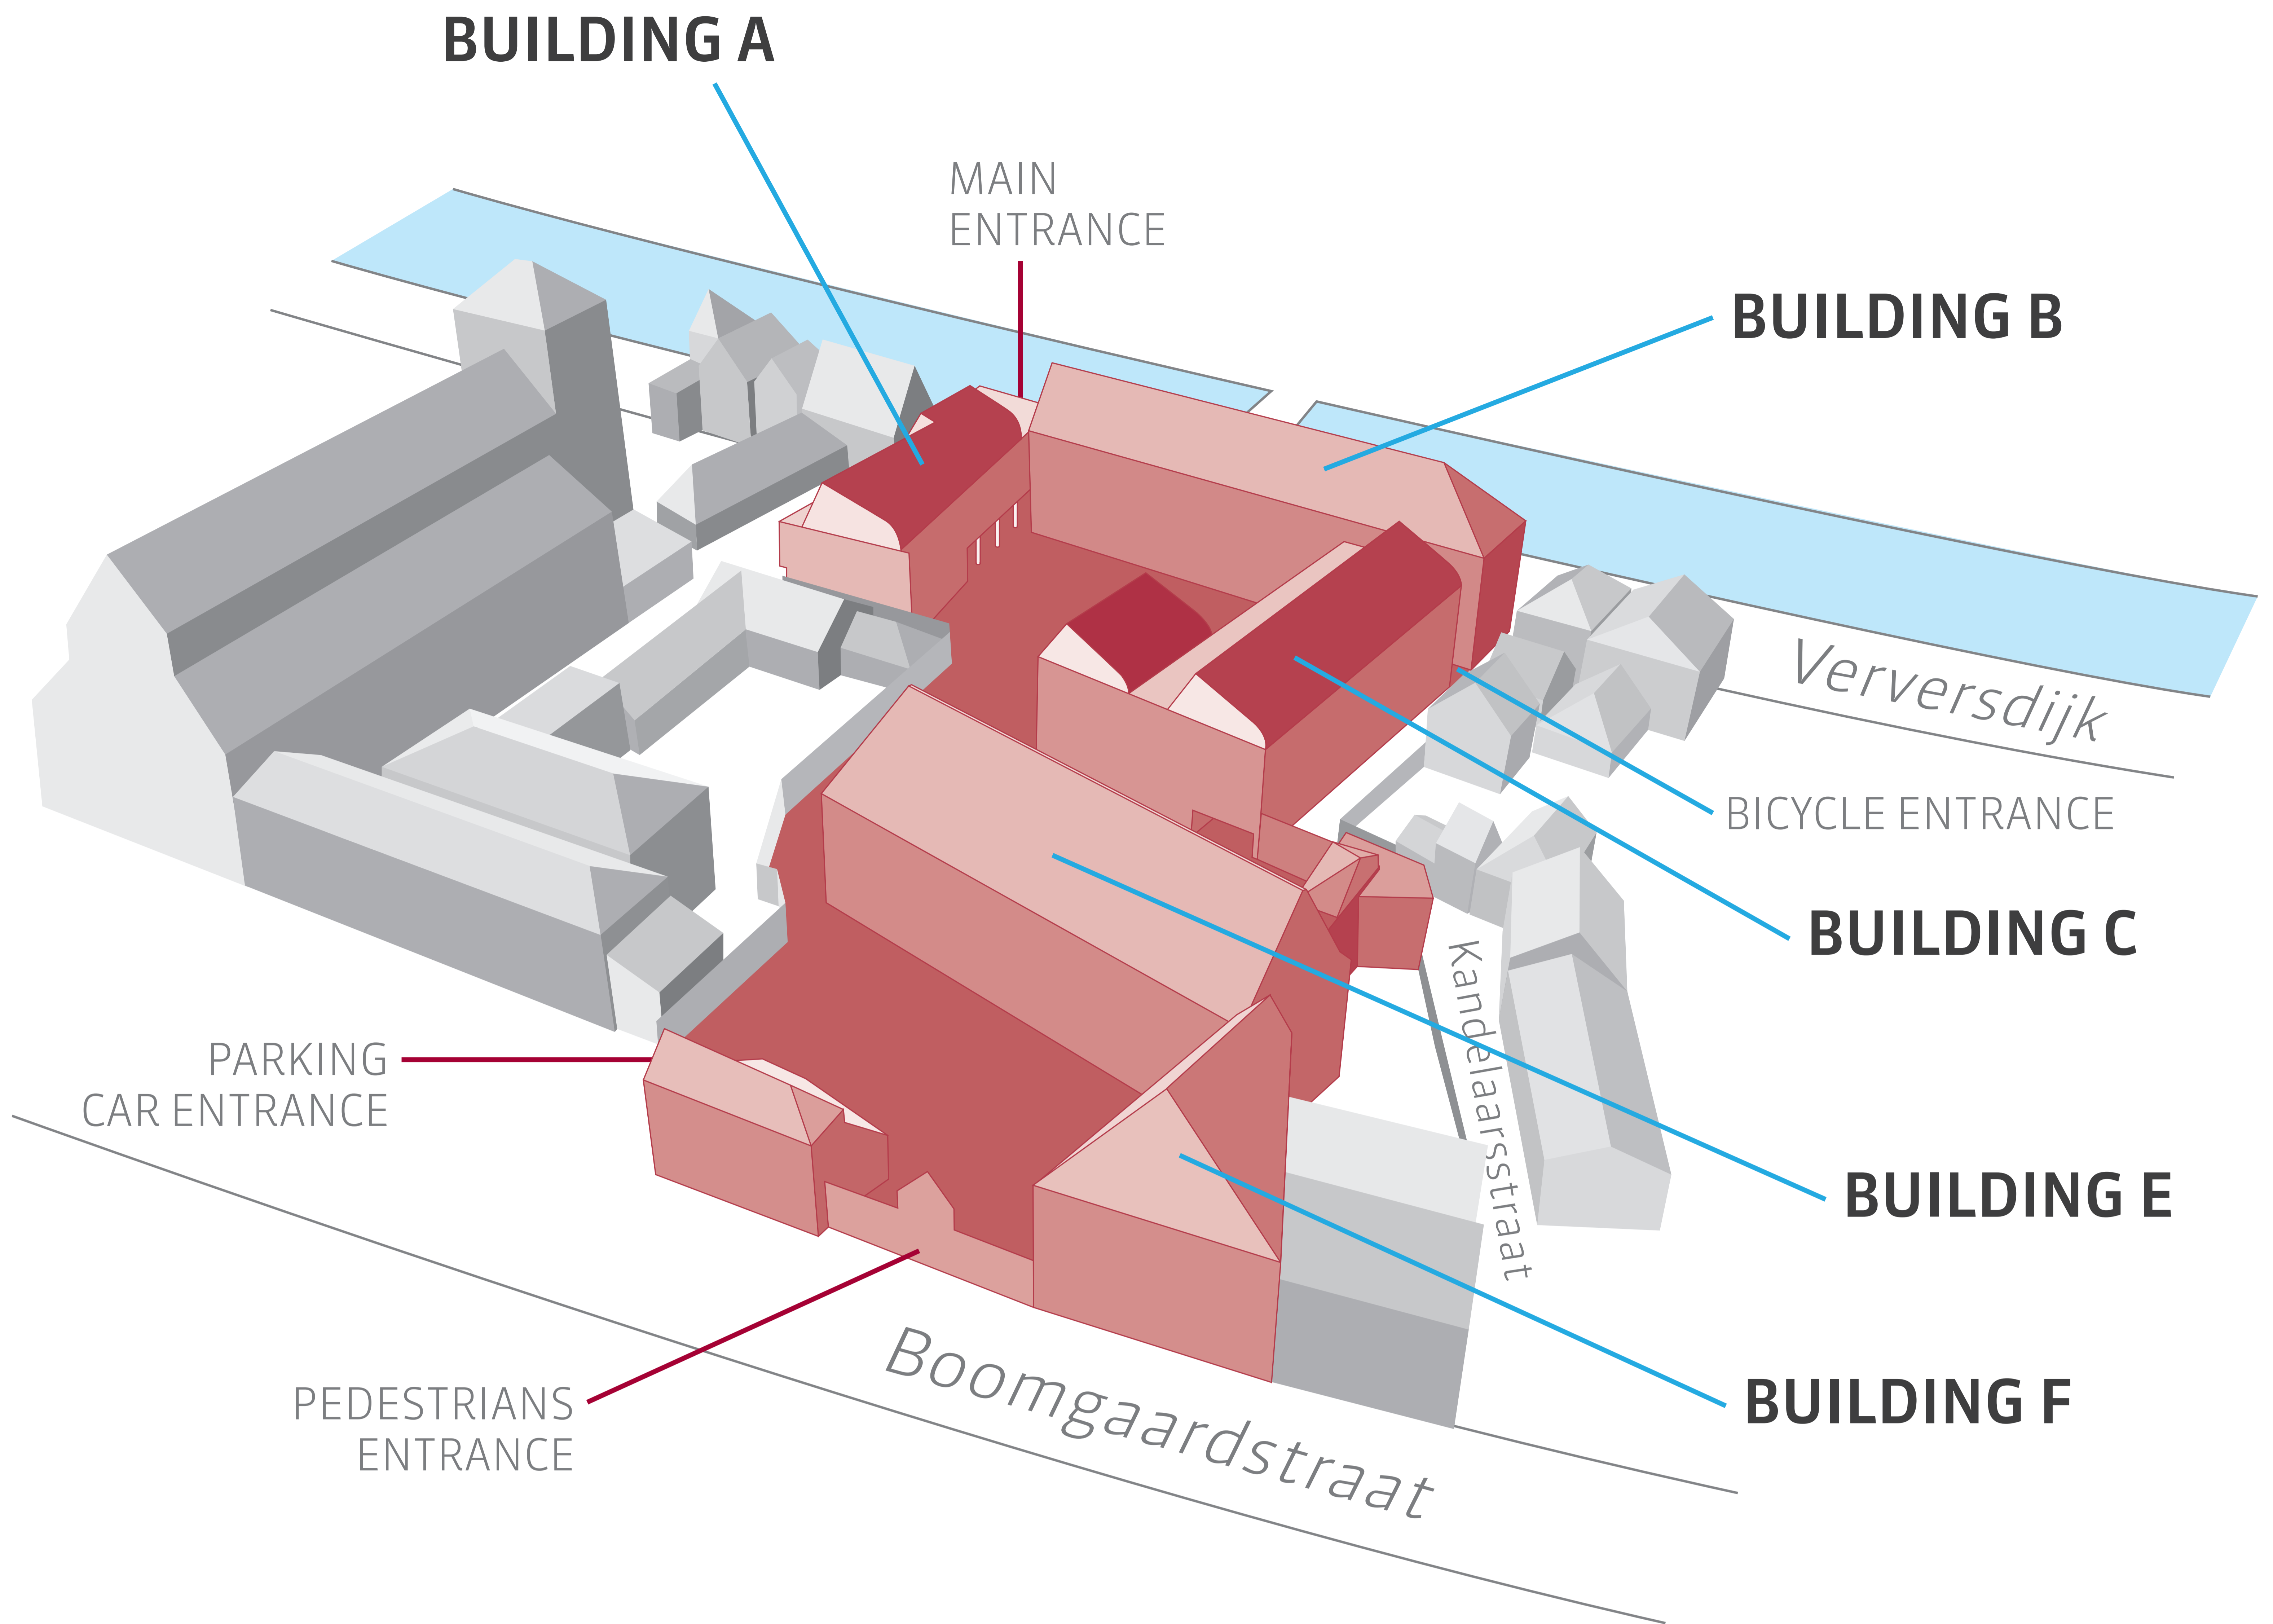 BUILDING A
MAIN
ENTRANCE
BUILDING B
Verversdijk
BICYCLE ENTRANCE
BUILDING C
Kandelaarsstraat
PARKING
CAR ENTRANCE
BUILDING E
BUILDING F
Boomgaardstraat
PEDESTRIANS
ENTRANCE